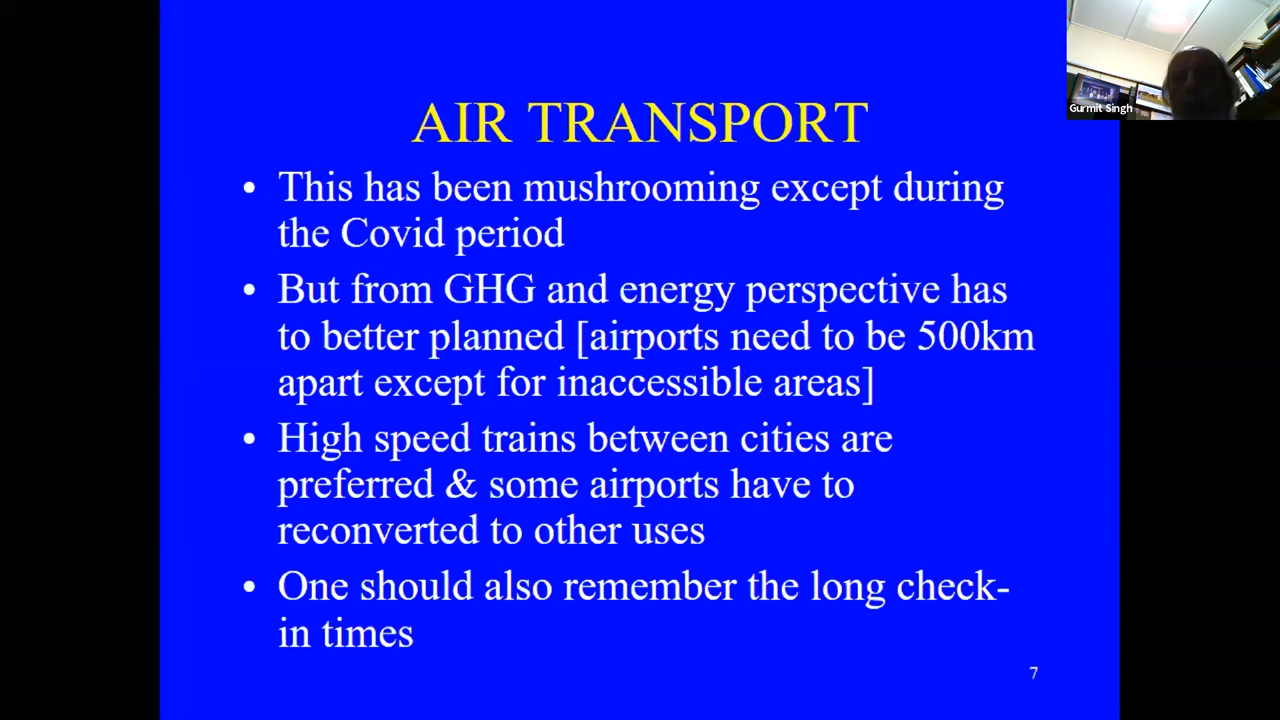 AIR TRANSPORT
• This has been mushrooming except during
the Covid period
• But from GHG and energy perspective has
to better planned [airports need to be 500km
apart except for inaccessible areas]
• High speed trains between cities are
preferred & some airports have to
reconverted to other uses
• One should also remember the long check-
in times
7
Gurmit Singh